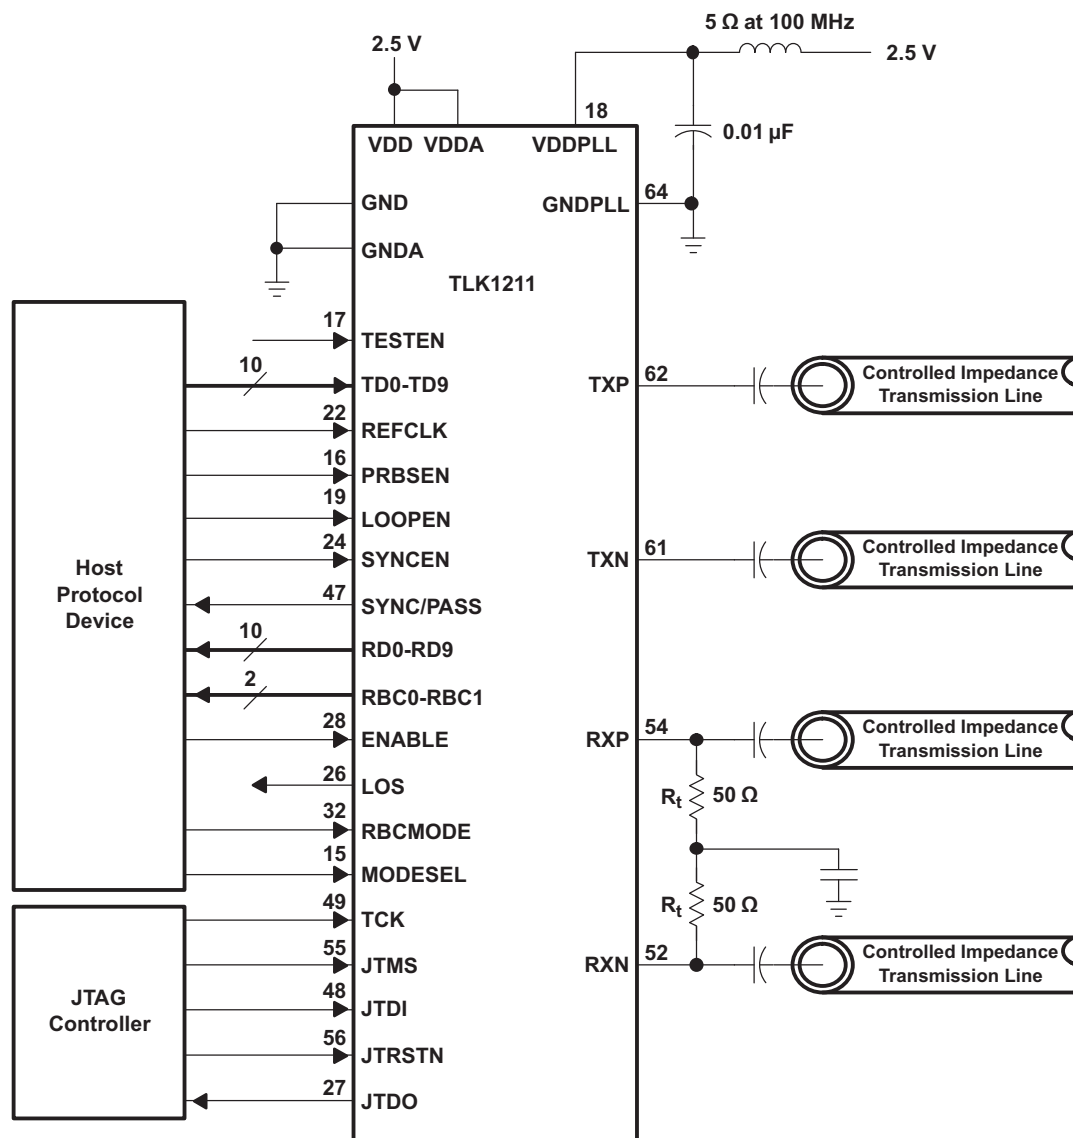 5 Ω at 100 MHz
2.5 V
2.5 V
18
0.01 µF
VDD VDDA VDDPLL
GND
GNDPLL
64
GNDA
TLK1211
17
TESTEN
10
TD0-TD9
TXP
62
Controlled Impedance
Transmission Line
22
REFCLK
16
PRBSEN
19
LOOPEN
24
SYNCEN
TXN
61
Controlled Impedance
Transmission Line
Host
Protocol
Device
47
SYNC/PASS
10
RD0-RD9
2
RBC0-RBC1
28
ENABLE
RXP
54
Controlled Impedance
Transmission Line
26
LOS
Rt
50 Ω
32
RBCMODE
15
MODESEL
Rt
50 Ω
49
TCK
55
JTMS
RXN
52
Controlled Impedance
Transmission Line
JTAG
Controller
48
JTDI
56
JTRSTN
27
JTDO